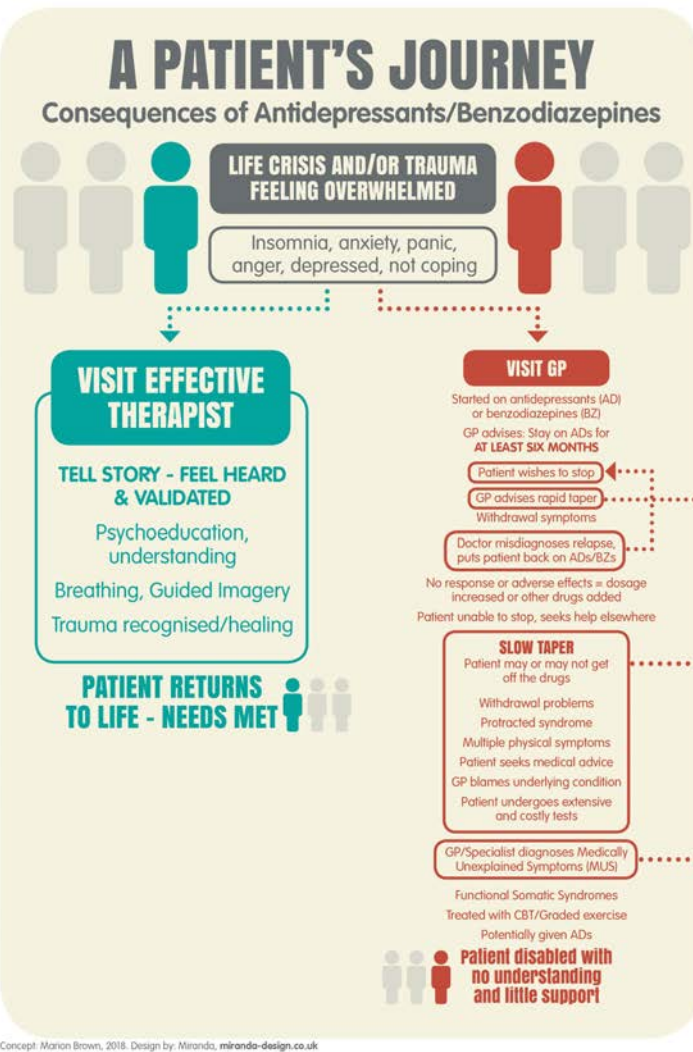 A PATIENT'S JOURNEY
Consequences of Antidepressants/Benzodiazepines
LIFE CRISIS AND/OR TRAUMA
FEELING OVERWHELMED
Insomnia, anxiety, panic,
anger, depressed, not coping
VISIT EFFECTIVE
THERAPIST
TELL STORY - FEEL HEARD
& VALIDATED
Psychoeducation,
understanding
Breathing, Guided Imagery
Trauma recognised/healing
PATIENT RETURNS
TO LIFE - NEEDS MET
VISIT GP
Started on antidepressants (AD)
or benzodiazepines (BZ)
GP advises: Stay on ADs for
AT LEAST SIX MONTHS
Patient wishes to stop
GP advises rapid taper
Withdrawal symptoms
Doctor misdiagnoses relapse,
puts patient back on ADs/BZs
No response or adverse effects = dosage
increased or other drugs added
Patient unable to stop, seeks help elsewhere
SLOW TAPER
Patient may or may not get
off the drugs
Withdrawal problems
Protracted syndrome
Multiple physical symptoms
Patient seeks medical advice
GP blames underlying condition
Patient undergoes extensive
and costly tests
GP/Specialist diagnoses Medically
Unexplained Symptoms (MUS)
Functional Somatic Syndromes
Treated with CBT/Graded exercise
Potentially given ADs
Patient disabled with
no understanding
and little support
Concept: Marion Brown, 2018. Design by: Miranda, miranda-design.co.uk